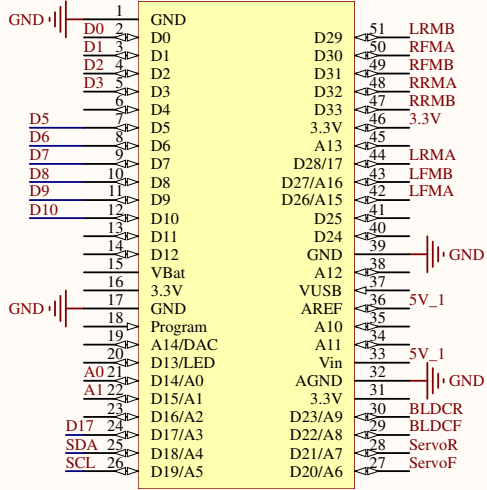 GND 1 GND
D0 2 D0 D29 51 LRMB
D1 3 D1 D30 50 RFMA
D2 4 D2 D31 49 RFMB
D3 5 D3 D32 48 RRMA
6 D4 D33 47 RRMB
D5 7 D5 3.3V 46 3.3V
D6 8 D6 A13 45
D7 9 D7 D28/17 44 LRMA
D8 10 D8 D27/A16 43 LFMB
D9 11 D9 D26/A15 42 LFMA
D10 12 D10 D25 41
13 D11 D24 40
14 D12 GND 39 GND
15 VBat A12 38
16 3.3V VUSB 37
GND 17 GND AREF 36 5V_1
18 Program A10 35
19 A14/DAC A11 34
20 D13/LED Vin 33 5V_1
A0 21 D14/A0 AGND 32 GND
A1 22 D15/A1 3.3V 31
23 D16/A2 D23/A9 30 BLDCR
D17 24 D17/A3 D22/A8 29 BLDCF
SDA 25 D18/A4 D21/A7 28 ServoR
SCL 26 D19/A5 D20/A6 27 ServoF